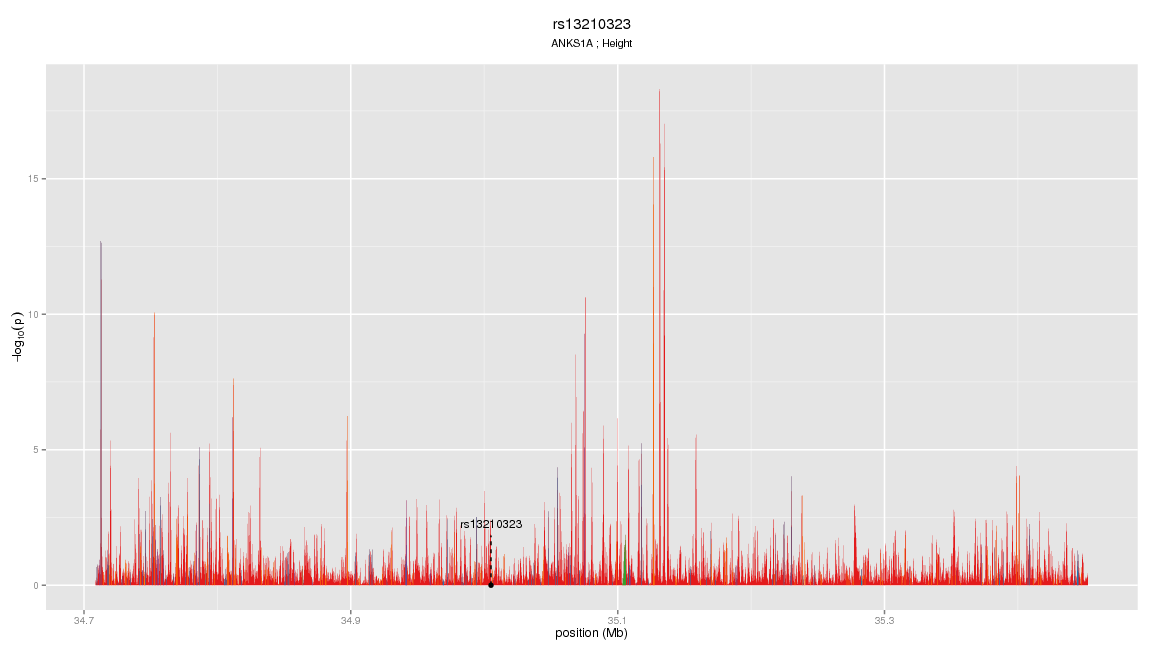 rs13210323
ANKS1A ; Height
15
10
5
0
−log10(p)
rs13210323
34.7
34.9
35.1
35.3
position (Mb)